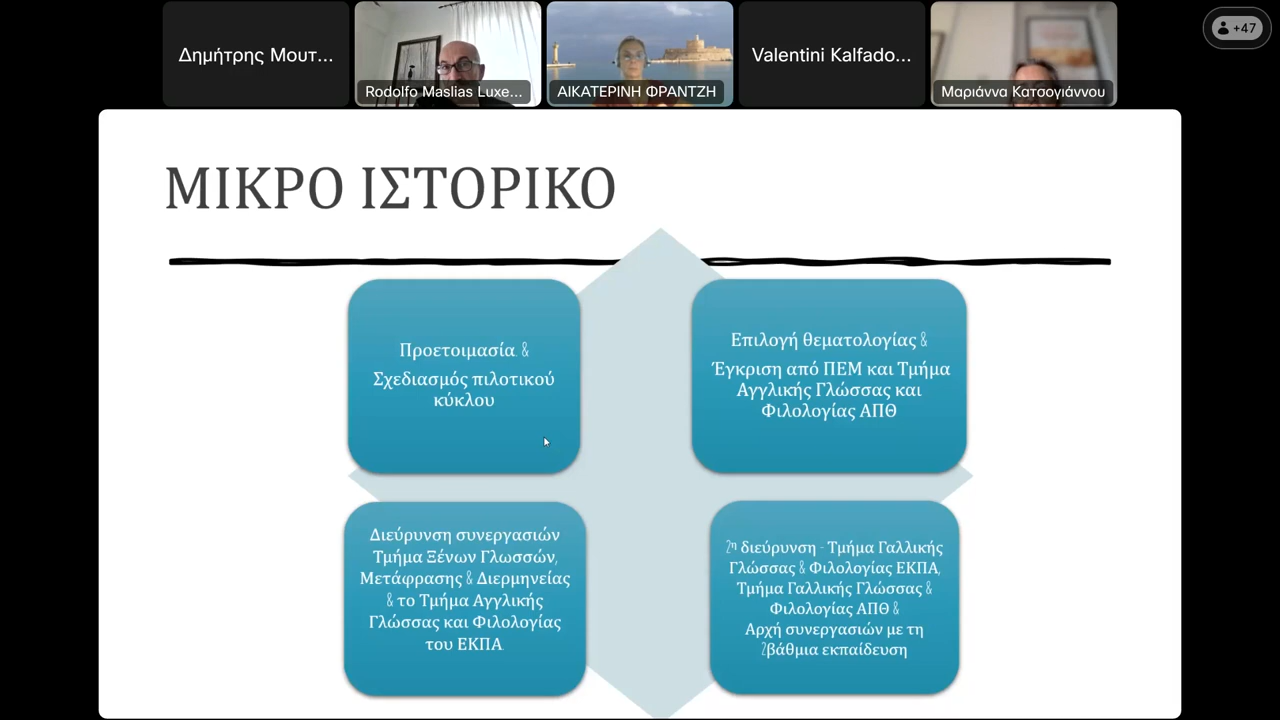 Δημήτρης Μουτ...
Rodolfo Maslias Luxe...
ΑΙΚΑΤΕΡΙΝΗ ΦΡΑΝΤΖΗ
Valentini Kalfado...
Μαριάννα Κατσογιάννου
+47
ΜΙΚΡΟ ΙΣΤΟΡΙΚΟ
Προετοιμασία &
Σχεδιασμός πιλοτικού
κύκλου
Επιλογή θεματολογίας &
Έγκριση από ΠΕΜ και Τμήμα
Αγγλικής Γλώσσας και
Φιλολογίας ΑΠΘ
Διεύρυνση συνεργασιών
Τμήμα Ξένων Γλωσσών,
Μετάφρασης & Διερμηνείας
& το Τμήμα Αγγλικής
Γλώσσας και Φιλολογίας
του ΕΚΠΑ.
2η διεύρυνση - Τμήμα Γαλλικής
Γλώσσας & Φιλολογίας ΕΚΠΑ,
Τμήμα Γαλλικής Γλώσσας &
Φιλολογίας ΑΠΘ &
Αρχή συνεργασιών με τη
2βάθμια εκπαίδευση